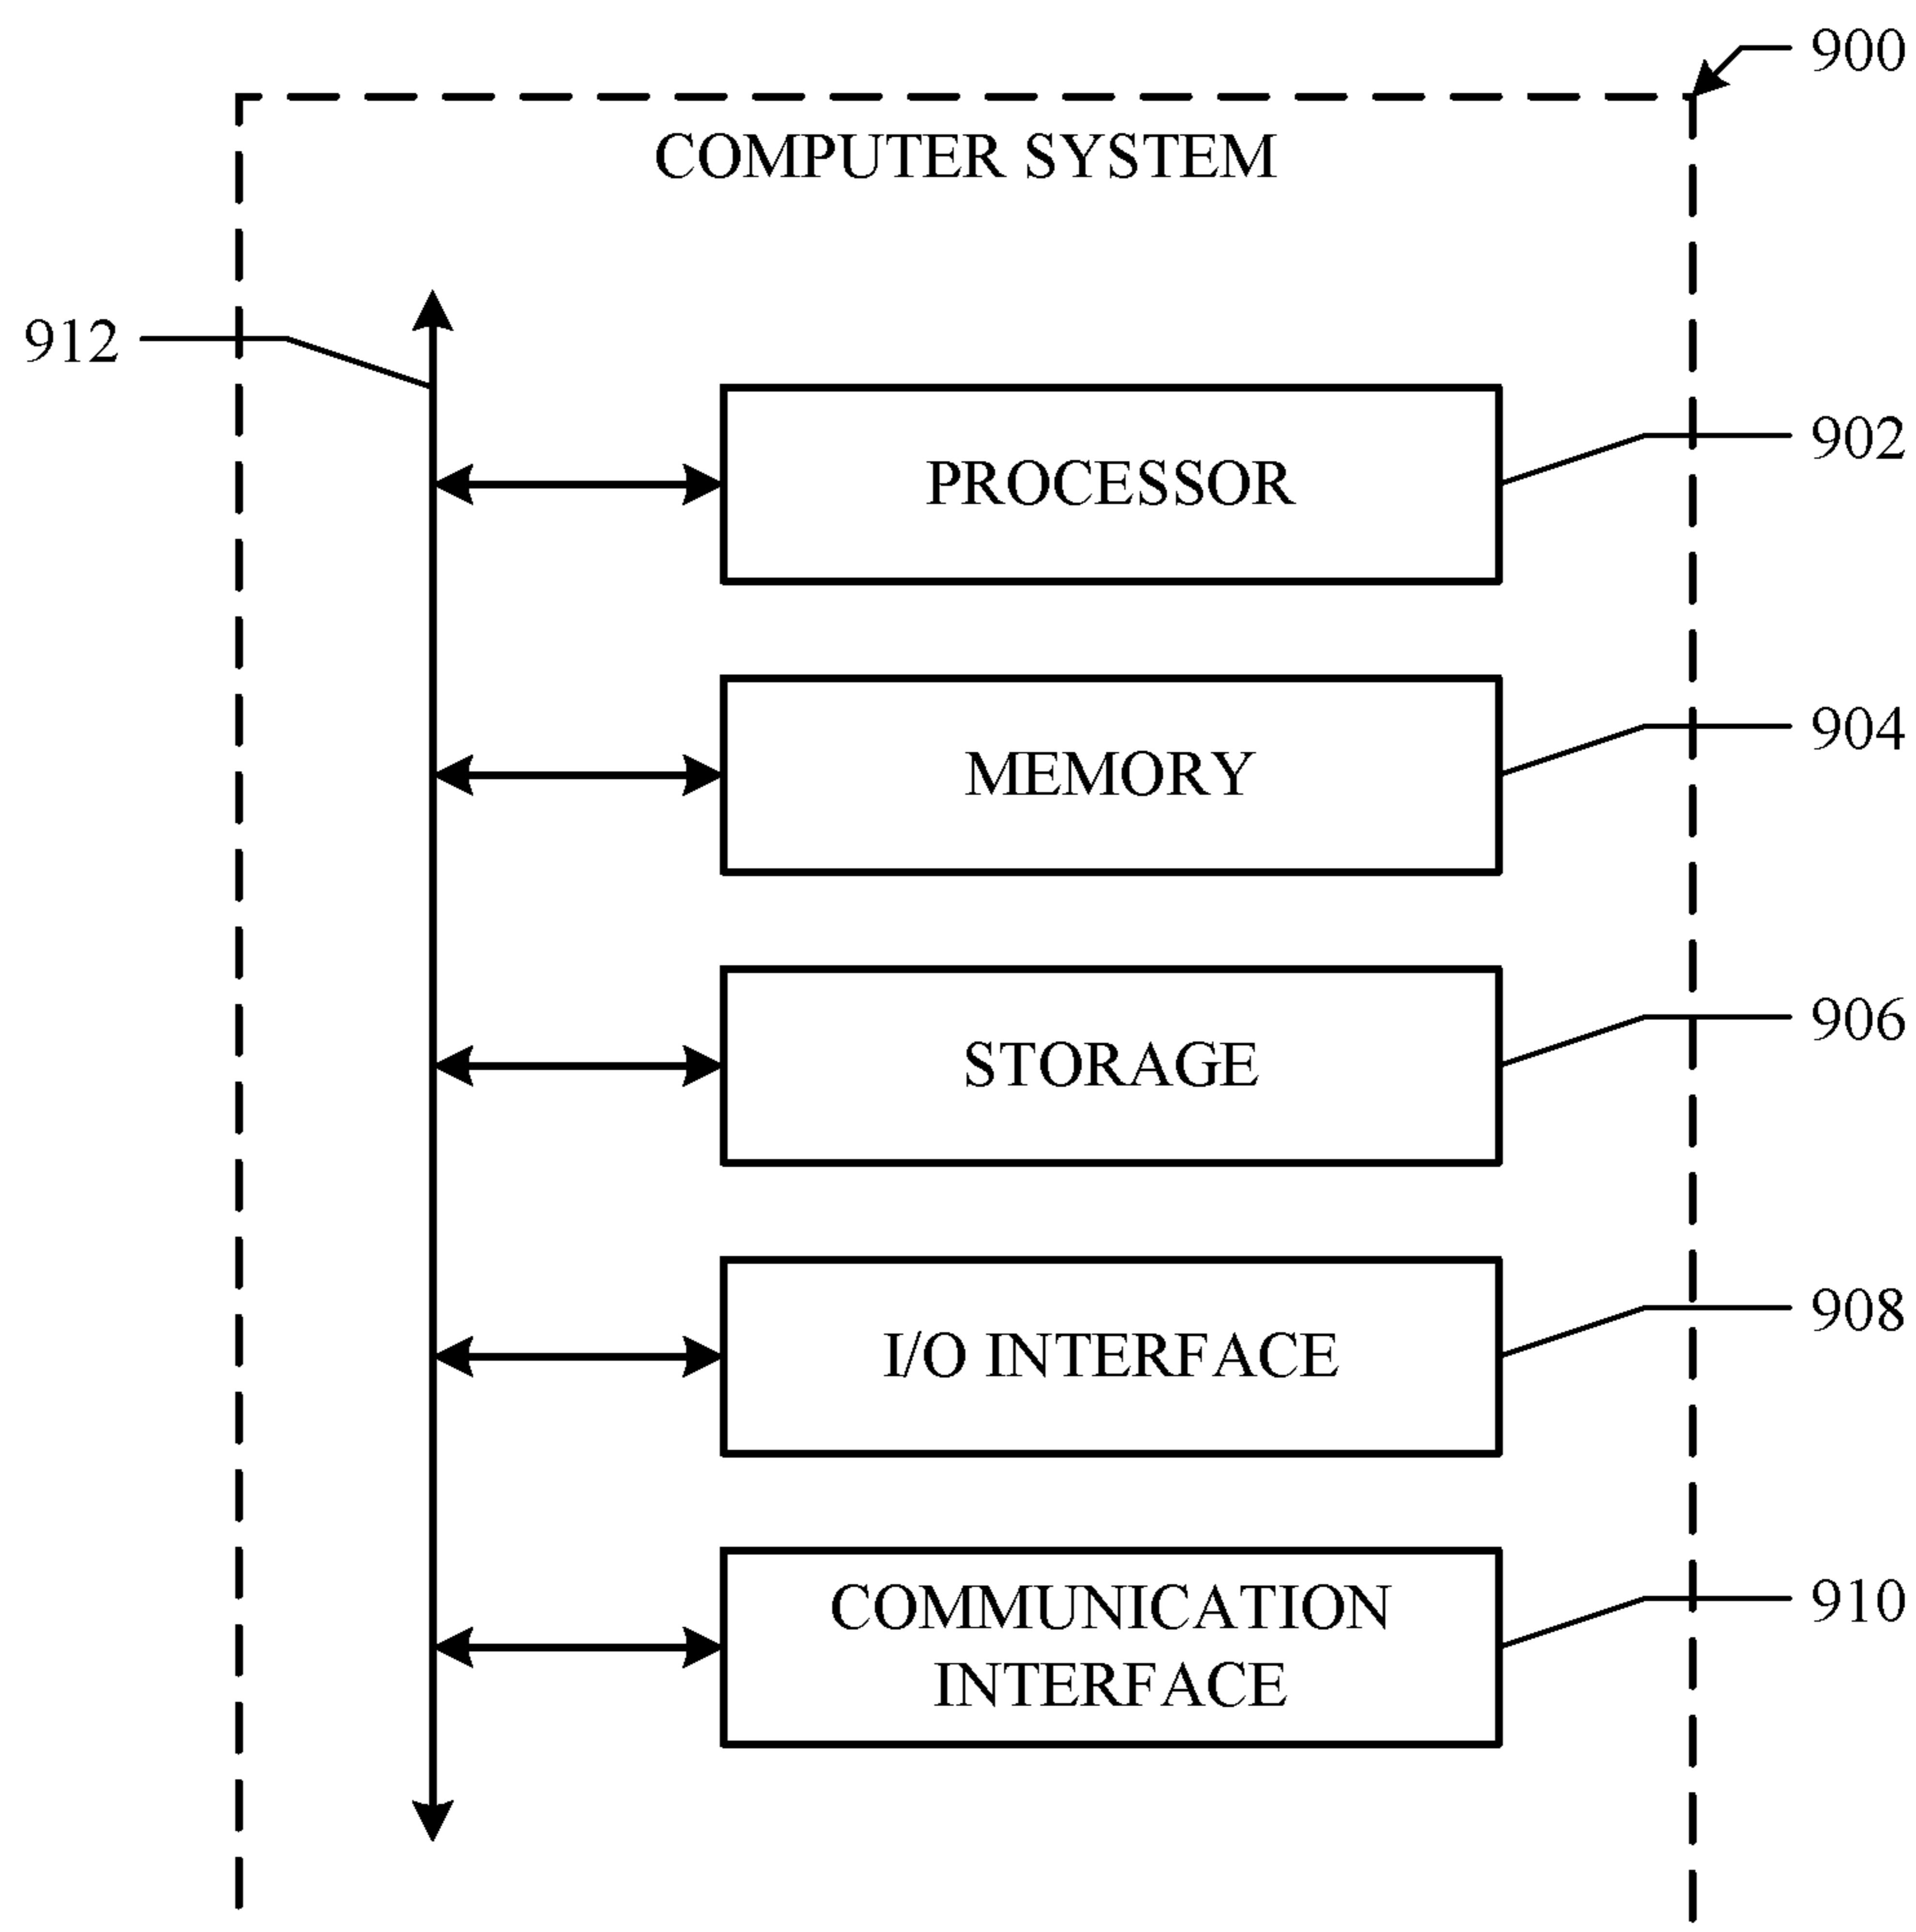 900
COMPUTER SYSTEM
912
PROCESSOR
902
MEMORY
904
STORAGE
906
I/O INTERFACE
908
COMMUNICATION
INTERFACE
910